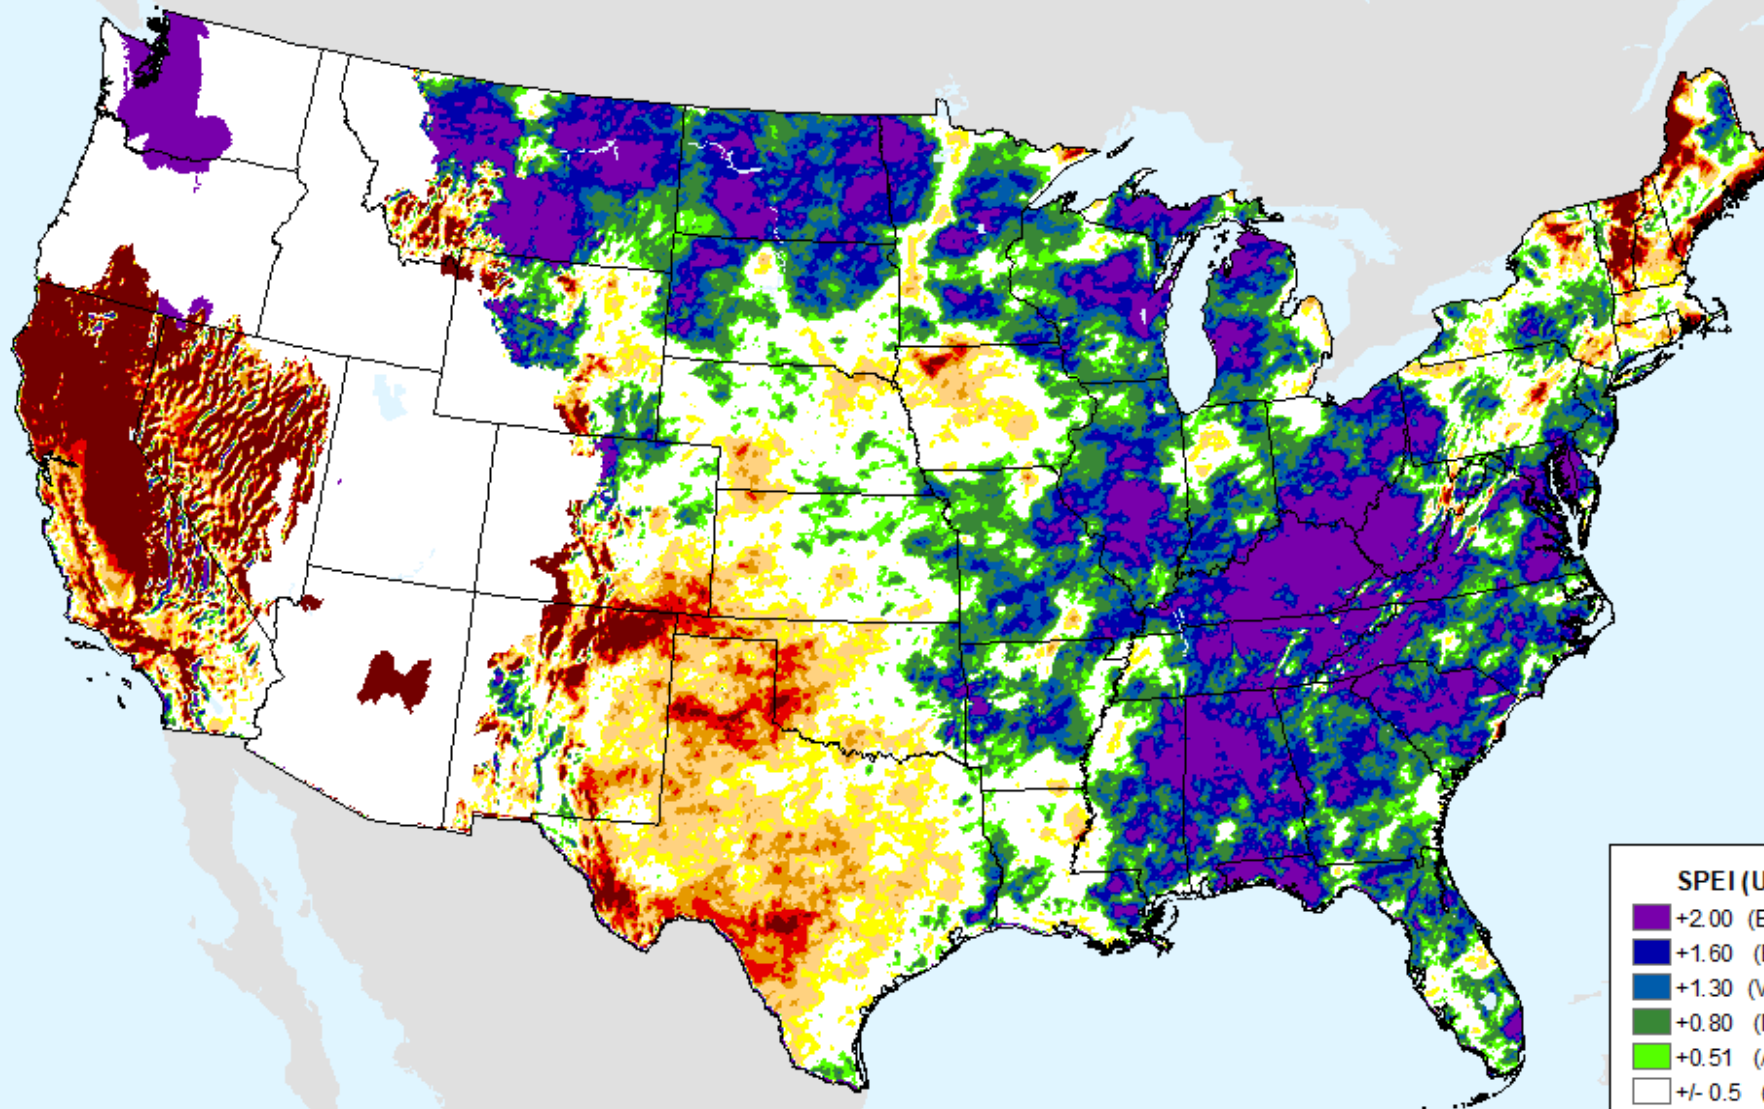 SPEI (U
+2.00 (E
+1.60 (
+1.30 (V
+0.80 (
+0.51 (
+/- 0.5 (